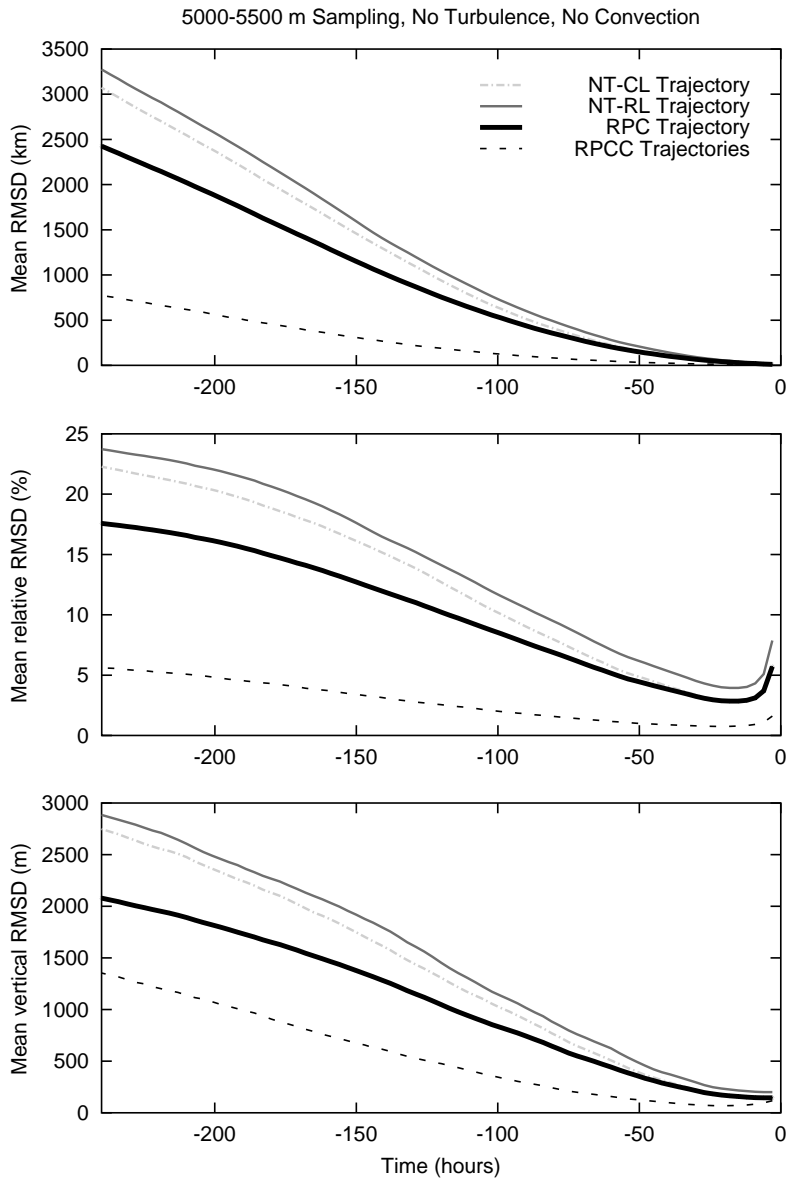 5000-5500 m Sampling, No Turbulence, No Convection
Mean RMSD (km)
3500
3000
2500
2000
1500
1000
500
0
NT-CL Trajectory
NT-RL Trajectory
RPC Trajectory
RPCC Trajectories
-200 -150 -100 -50 0
Mean relative RMSD (%)
25
20
15
10
5
0
-200 -150 -100 -50 0
Mean vertical RMSD (m)
3000
2500
2000
1500
1000
500
0
-200 -150 -100 -50 0
Time (hours)